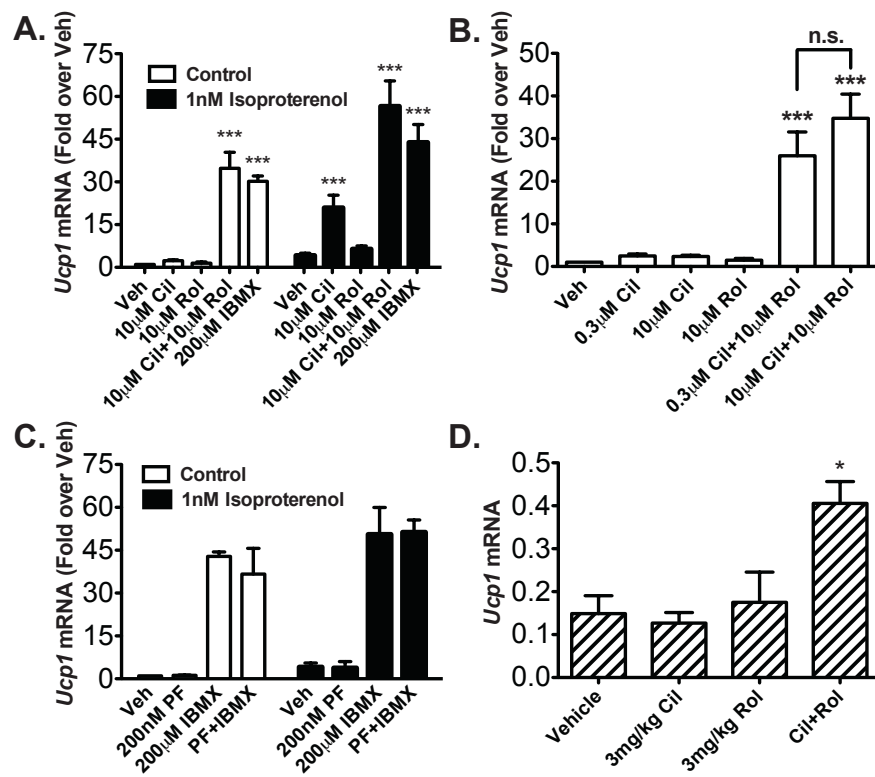 A.
Ucp1 mRNA (Fold over Veh)
75
60
45
30
15
0
Control
1nM Isoproterenol
***
***
***
***
***
Veh
10μM Cil
10μM Rol
10μM Cil+10μM Rol
200μM IBMX
Veh
10μM Cil
10μM Rol
10μM Cil+10μM Rol
200μM IBMX
B.
Ucp1 mRNA (Fold over Veh)
50
40
30
20
10
0
n.s.
***
***
Veh
0.3μM Cil
10μM Cil
10μM Rol
0.3μM Cil+10μM Rol
10μM Cil+10μM Rol
C.
Ucp1 mRNA (Fold over Veh)
75
60
45
30
15
0
Control
1nM Isoproterenol
Veh
200nM PF
200μM IBMX
PF+IBMX
Veh
200nM PF
200μM IBMX
PF+IBMX
D.
Ucp1 mRNA
0.5
0.4
0.3
0.2
0.1
0.0
*
Vehicle
3mg/kg Cil
3mg/kg Rol
Cil+Rol